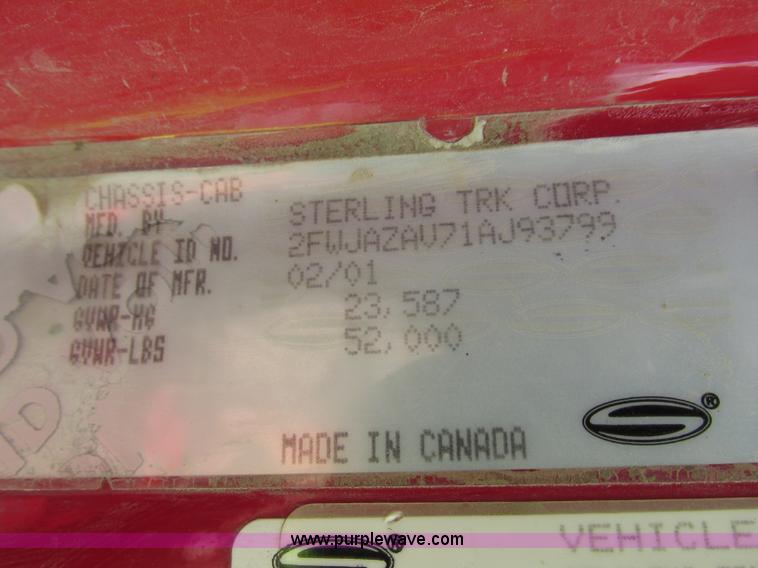 CHASSIS-CAB
MFD. BY STERLING TRK CORP.
VEHICLE ID NO. 2FWJAZAV71AJ93799
DATE OF MFR. 02/01
GVWR-KG 23,587
GVWR-LBS 52,000
®
MADE IN CANADA
VEHICLE
www.purplewave.com